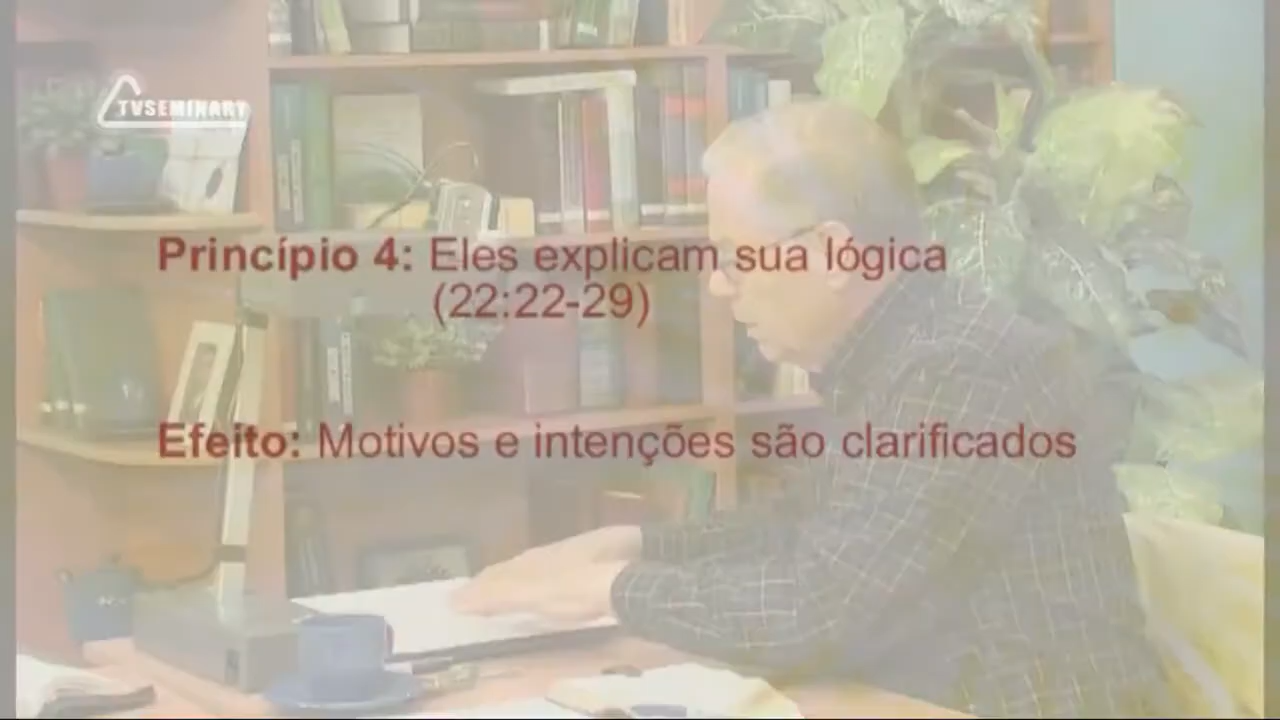 TVSEMINARY
Princípio 4: Eles explicam sua lógica
(22:22-29)
Efeito: Motivos e intenções são clarificados